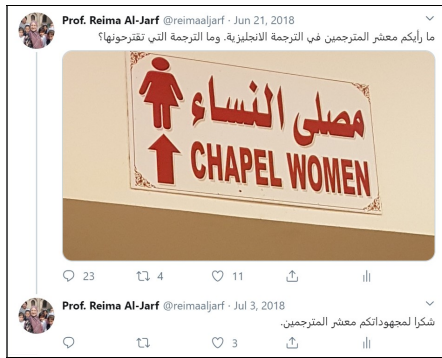 Prof. Reima Al-Jarf @reimaaljarf · Jun 21, 2018
ما رأيكم معشر المترجمين في الترجمة الانجليزية. وما الترجمة التي تقترحونها؟
مصلى النساء
CHAPEL WOMEN
23 4 11
Prof. Reima Al-Jarf @reimaaljarf · Jul 3, 2018
شكرا لمجهوداتكم معشر المترجمين.
3